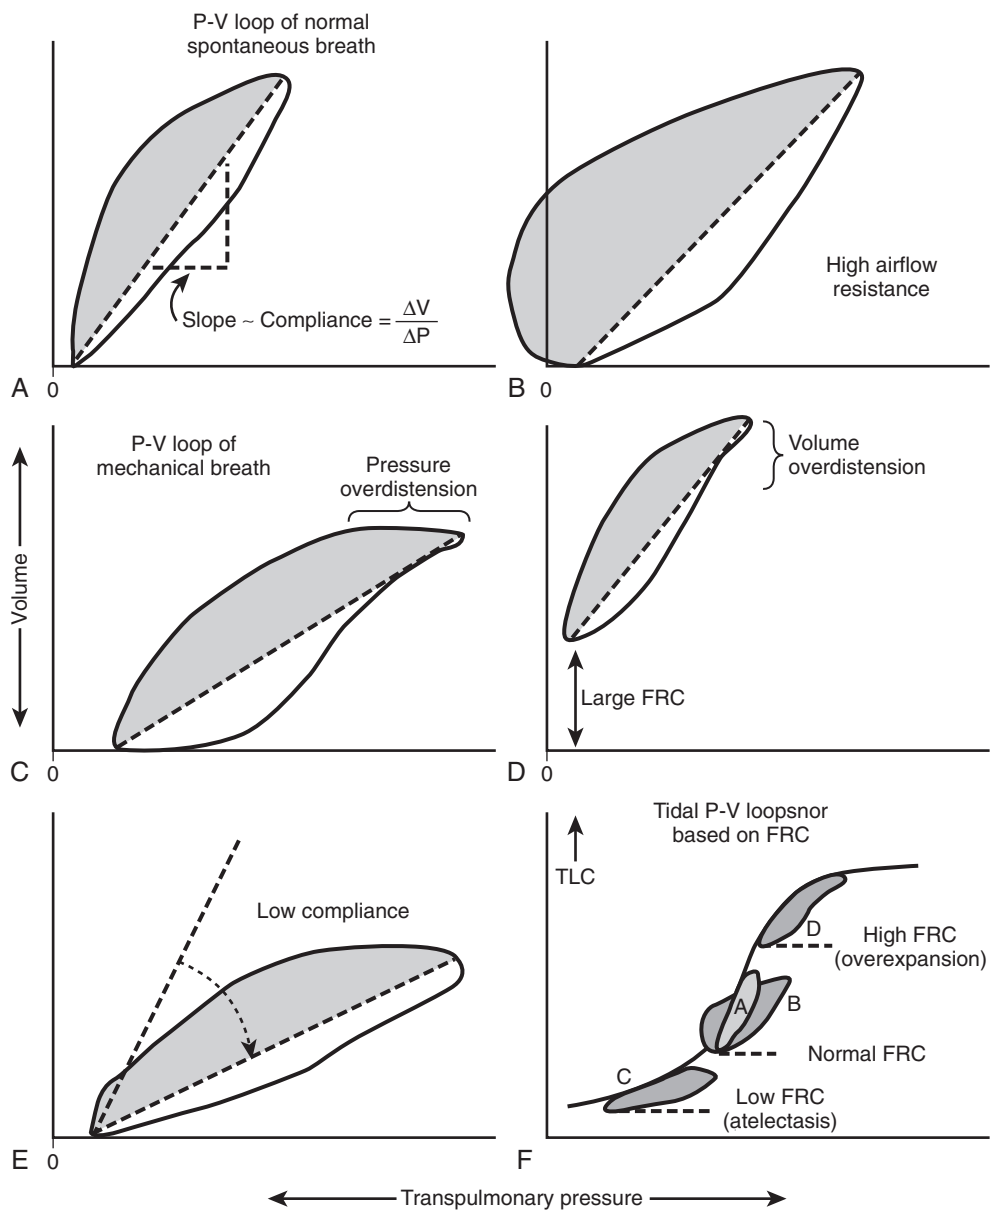 P-V loop of normal
spontaneous breath
Slope ~ Compliance = ΔV
ΔP
A
0
High airflow
resistance
B
0
P-V loop of
mechanical breath
Pressure
overdistension
Volume
C
0
Volume
overdistension
Large FRC
D
0
Low compliance
E
0
Tidal P-V loopsnor
based on FRC
TLC
D
High FRC
(overexpansion)
A
B
Normal FRC
C
Low FRC
(atelectasis)
F
Transpulmonary pressure